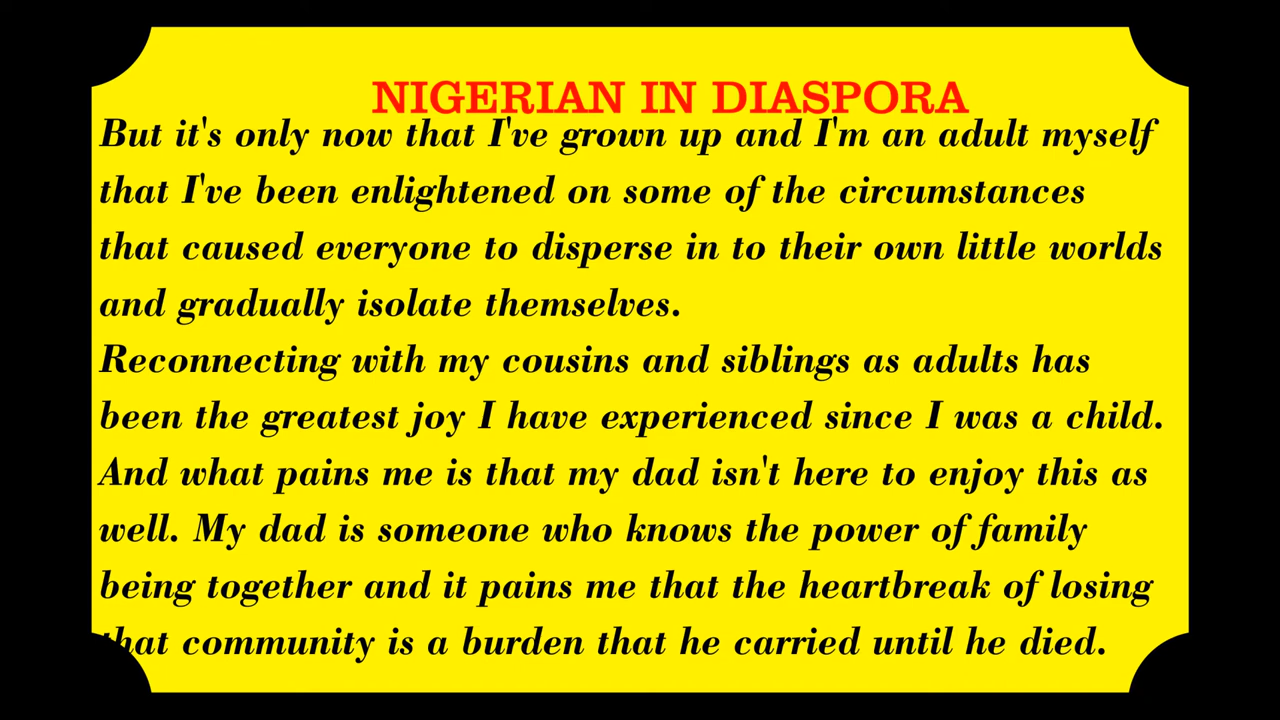 NIGERIAN IN DIASPORA
But it's only now that I've grown up and I'm an adult myself
that I've been enlightened on some of the circumstances
that caused everyone to disperse in to their own little worlds
and gradually isolate themselves.
Reconnecting with my cousins and siblings as adults has
been the greatest joy I have experienced since I was a child.
And what pains me is that my dad isn't here to enjoy this as
well. My dad is someone who knows the power of family
being together and it pains me that the heartbreak of losing
that community is a burden that he carried until he died.